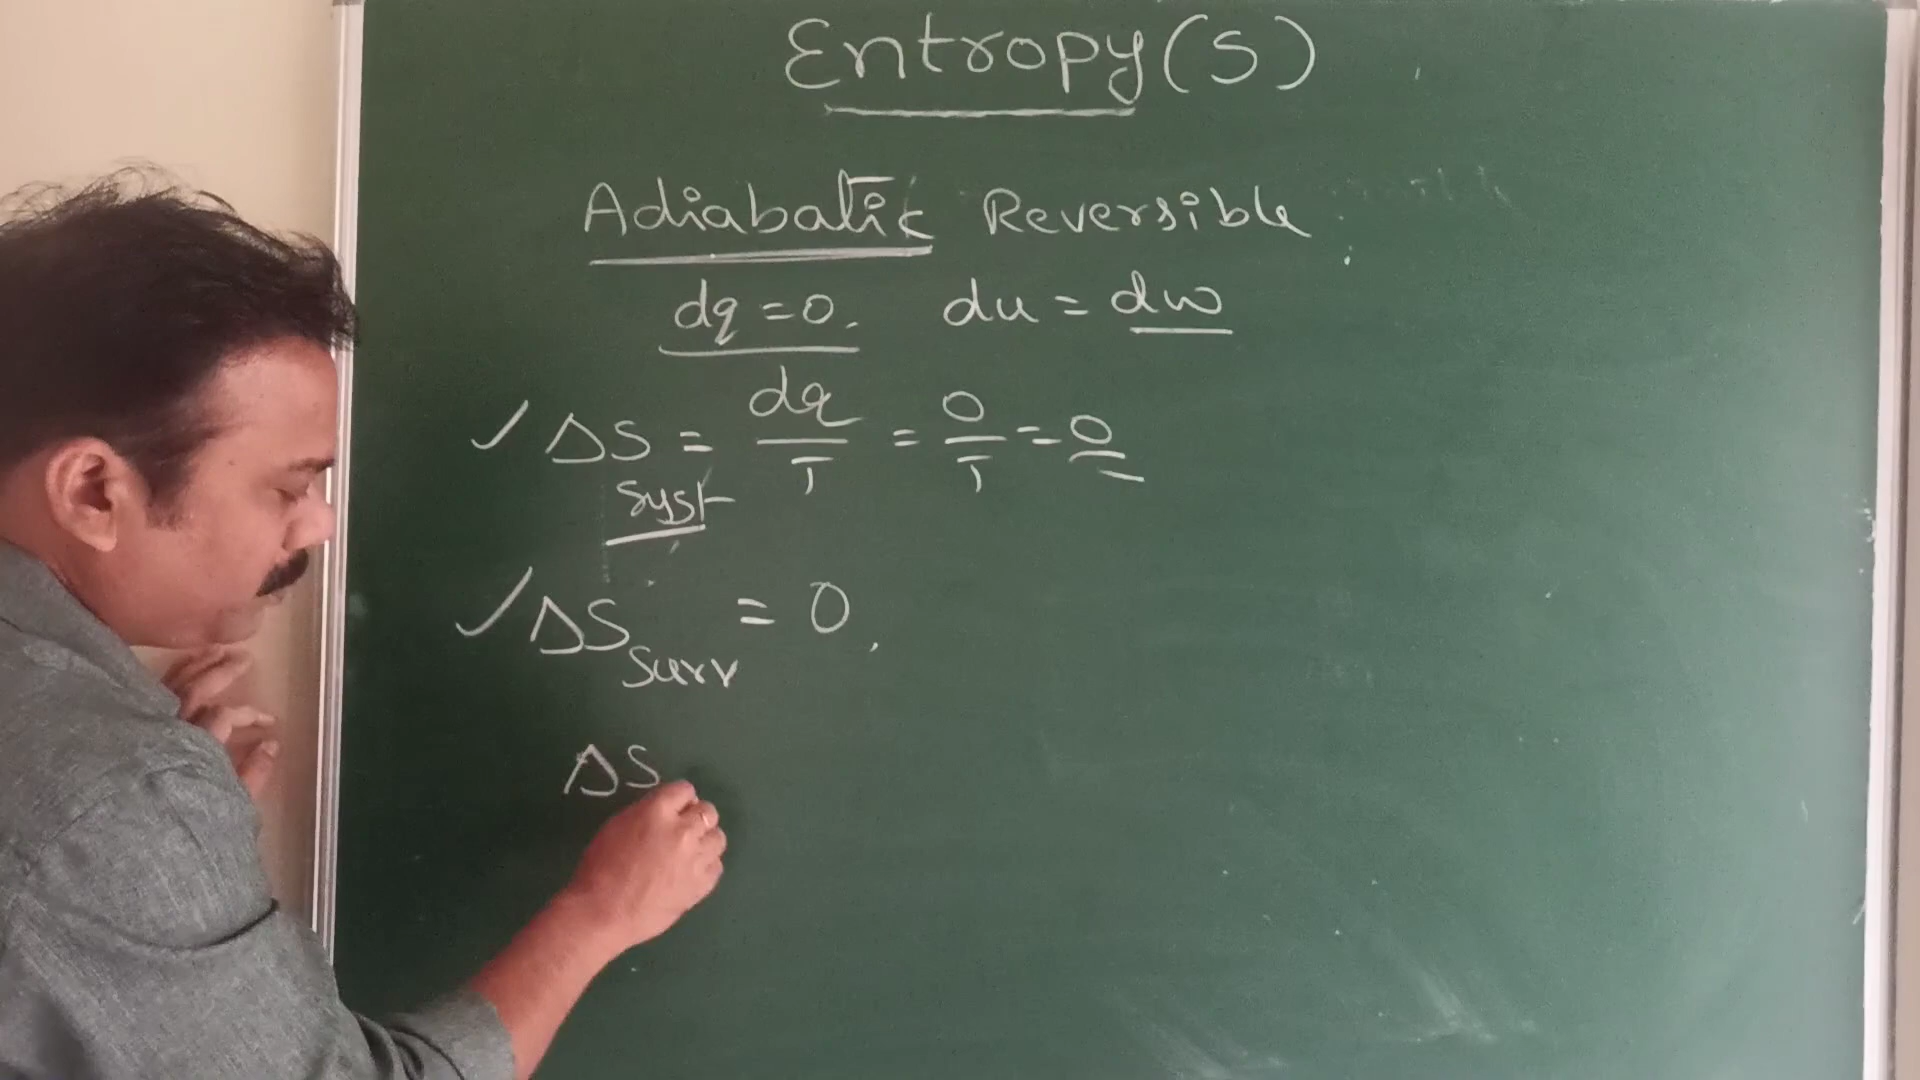 Entropy (S)
Adiabatic Reversible
dq = 0. du = dw
✓ ΔS syst = dq/T = 0/T = 0
✓ ΔS surr = 0.
ΔS